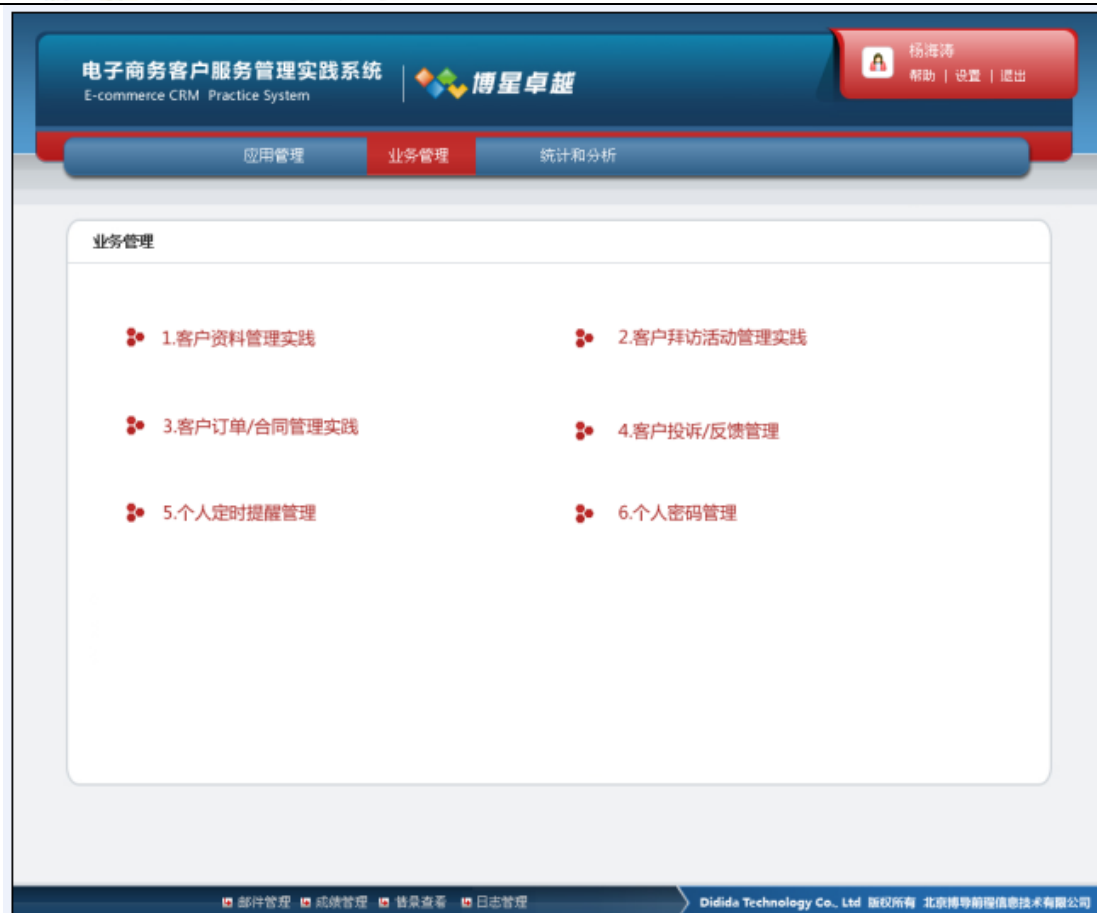 电子商务客户服务管理实践系统
E-commerce CRM Practice System
博星卓越
杨海涛
帮助 | 设置 | 退出
应用管理 业务管理 统计和分析
业务管理
1.客户资料管理实践 2.客户拜访活动管理实践
3.客户订单/合同管理实践 4.客户投诉/反馈管理
5.个人定时提醒管理 6.个人密码管理
邮件管理 成绩管理 背景查看 日志管理
Didida Technology Co., Ltd 版权所有 北京博导前程信息技术有限公司